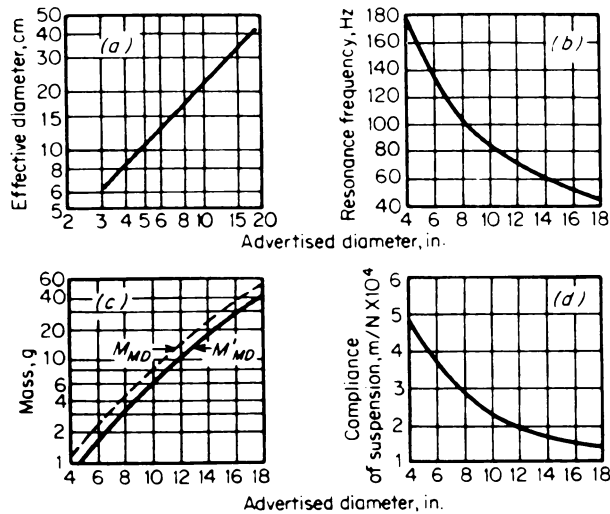 Effective diameter, cm
50
40
30
20
15
10
8
6
5
(a)
2 3 4 5 6 8 10 15 20
Resonance frequency, Hz
180
160
140
120
100
80
60
40
(b)
4 6 8 10 12 14 16 18
Advertised diameter, in.
Mass, g
60
40
20
10
6
4
2
1
(c)
M_MD
M'_MD
4 6 8 10 12 14 16 18
Compliance
of suspension, m/N X10⁴
6
5
4
3
2
1
(d)
4 6 8 10 12 14 16 18
Advertised diameter, in.